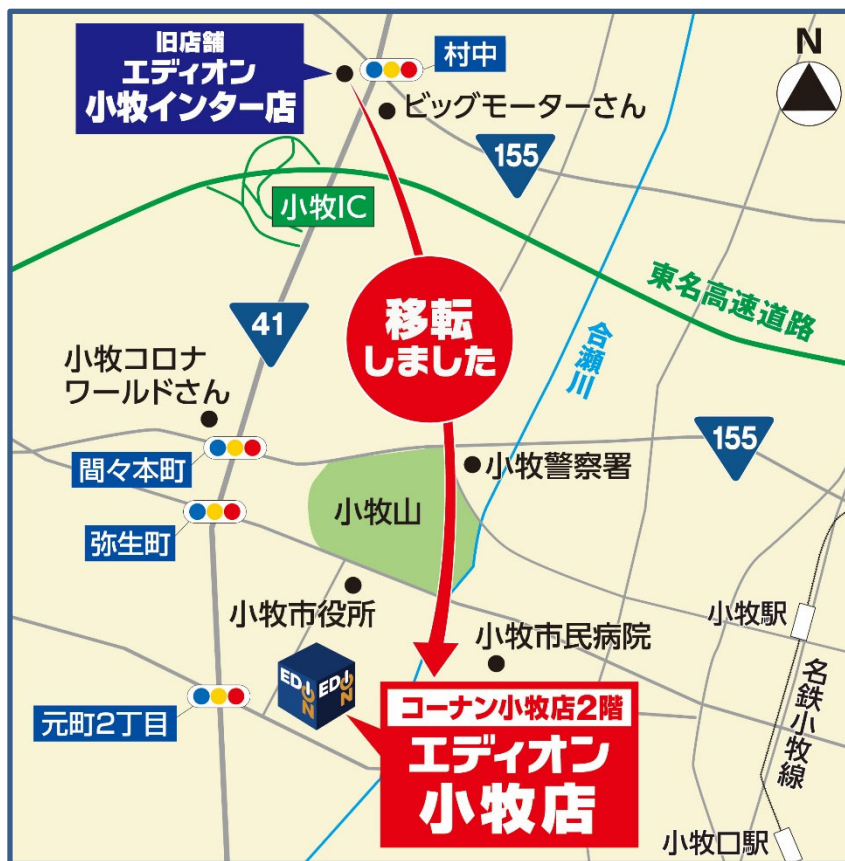 旧店舗
エディオン
小牧インター店
村中
N
ビッグモーターさん
155
小牧IC
東名高速道路
移転
しました
41
合瀬川
小牧コロナ
ワールドさん
155
間々本町
小牧警察署
小牧山
弥生町
小牧市役所
小牧駅
小牧市民病院
名鉄小牧線
EDION
EDION
元町2丁目
コーナン小牧店2階
エディオン
小牧店
小牧口駅